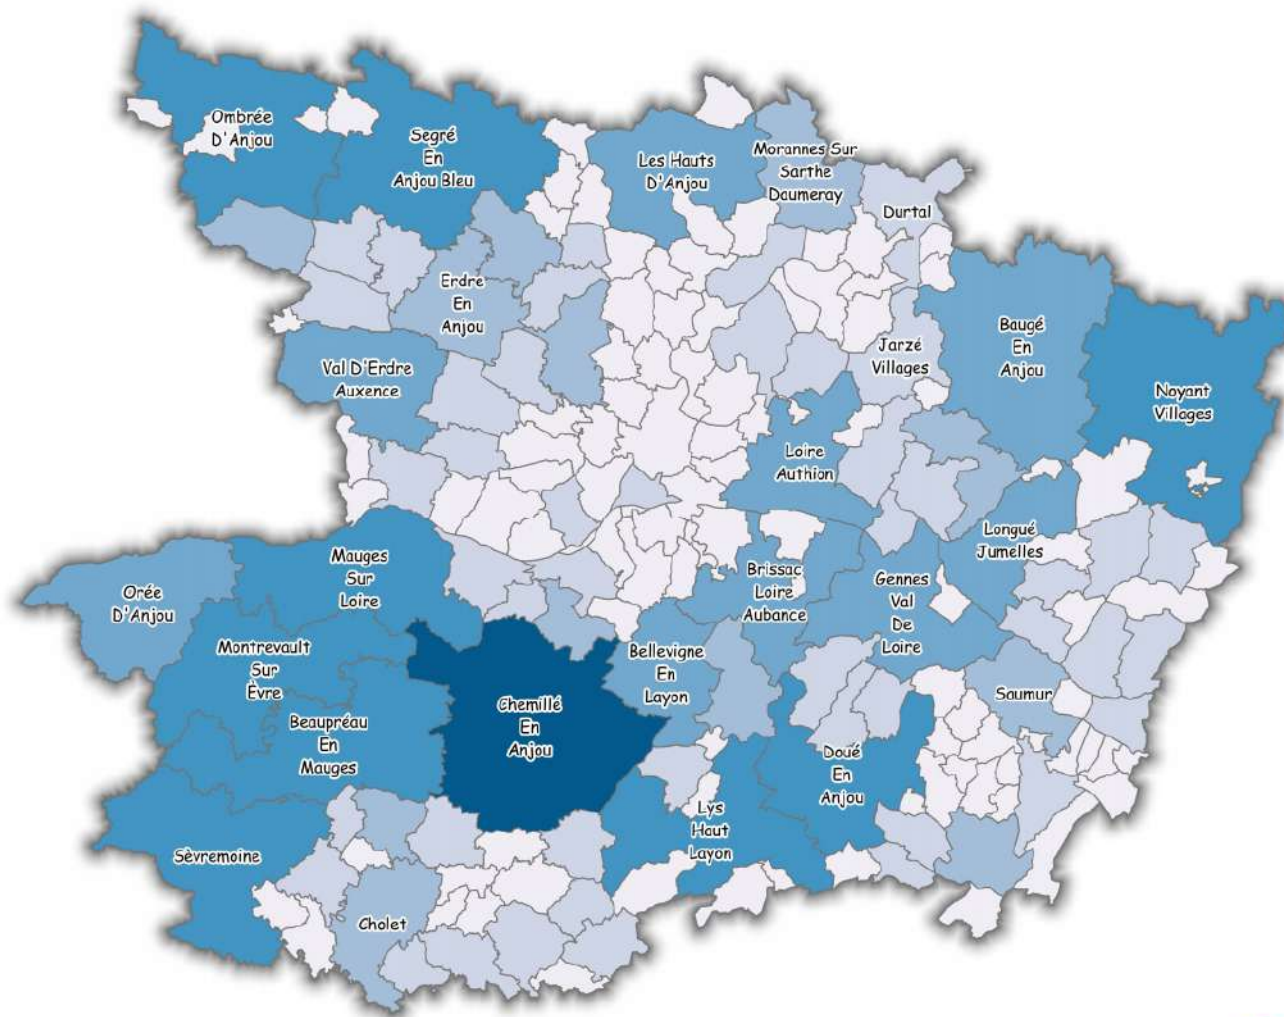 Ombrée
D'Anjou
Segré
En
Anjou Bleu
Les Hauts
D'Anjou
Morannes Sur
Sarthe
Daumeray
Durtal
Erdre
En
Anjou
Val D'Erdre
Auxence
Jarzé
Villages
Baugé
En
Anjou
Noyant
Villages
Loire
Authion
Longué
Jumelles
Mauges
Sur
Loire
Orée
D'Anjou
Brissac
Loire
Aubance
Gennes
Val
De
Loire
Montrevault
Sur
Èvre
Bellevigne
En
Layon
Saumur
Chemillé
En
Anjou
Beaupréau
En
Mauges
Doué
En
Anjou
Lys
Haut
Layon
Sèvremoine
Cholet